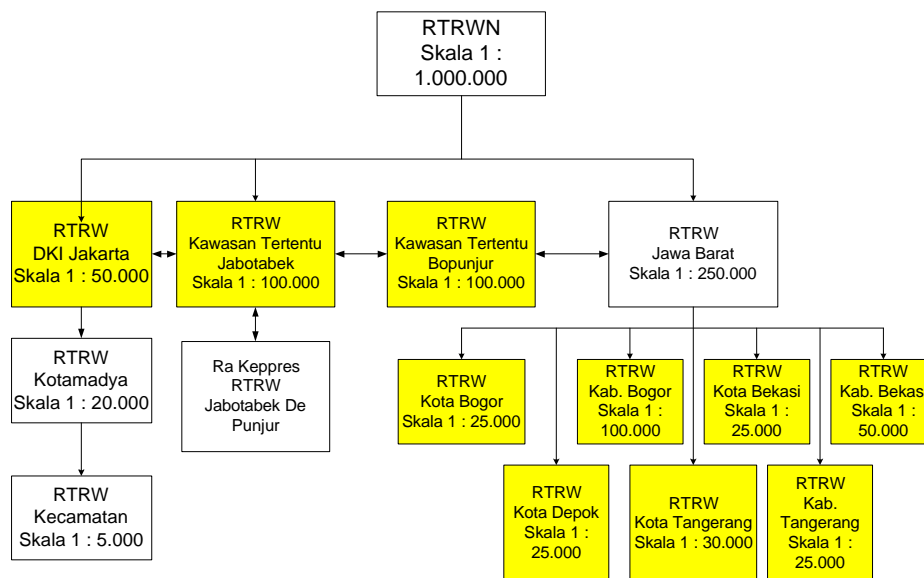 RTRWN
Skala 1 :
1.000.000
RTRW
DKI Jakarta
Skala 1 : 50.000
RTRW
Kawasan Tertentu
Jabotabek
Skala 1 : 100.000
RTRW
Kawasan Tertentu
Bopunjur
Skala 1 : 100.000
RTRW
Jawa Barat
Skala 1 : 250.000
RTRW
Kotamadya
Skala 1 : 20.000
Ra Keppres
RTRW
Jabotabek De
Punjur
RTRW
Kota Bogor
Skala 1 : 25.000
RTRW
Kab. Bogor
Skala 1 :
100.000
RTRW
Kota Bekasi
Skala 1 :
25.000
RTRW
Kab. Bekas
Skala 1 :
50.000
RTRW
Kecamatan
Skala 1 : 5.000
RTRW
Kota Depok
Skala 1 :
25.000
RTRW
Kota Tangerang
Skala 1 : 30.000
RTRW
Kab.
Tangerang
Skala 1 :
25.000